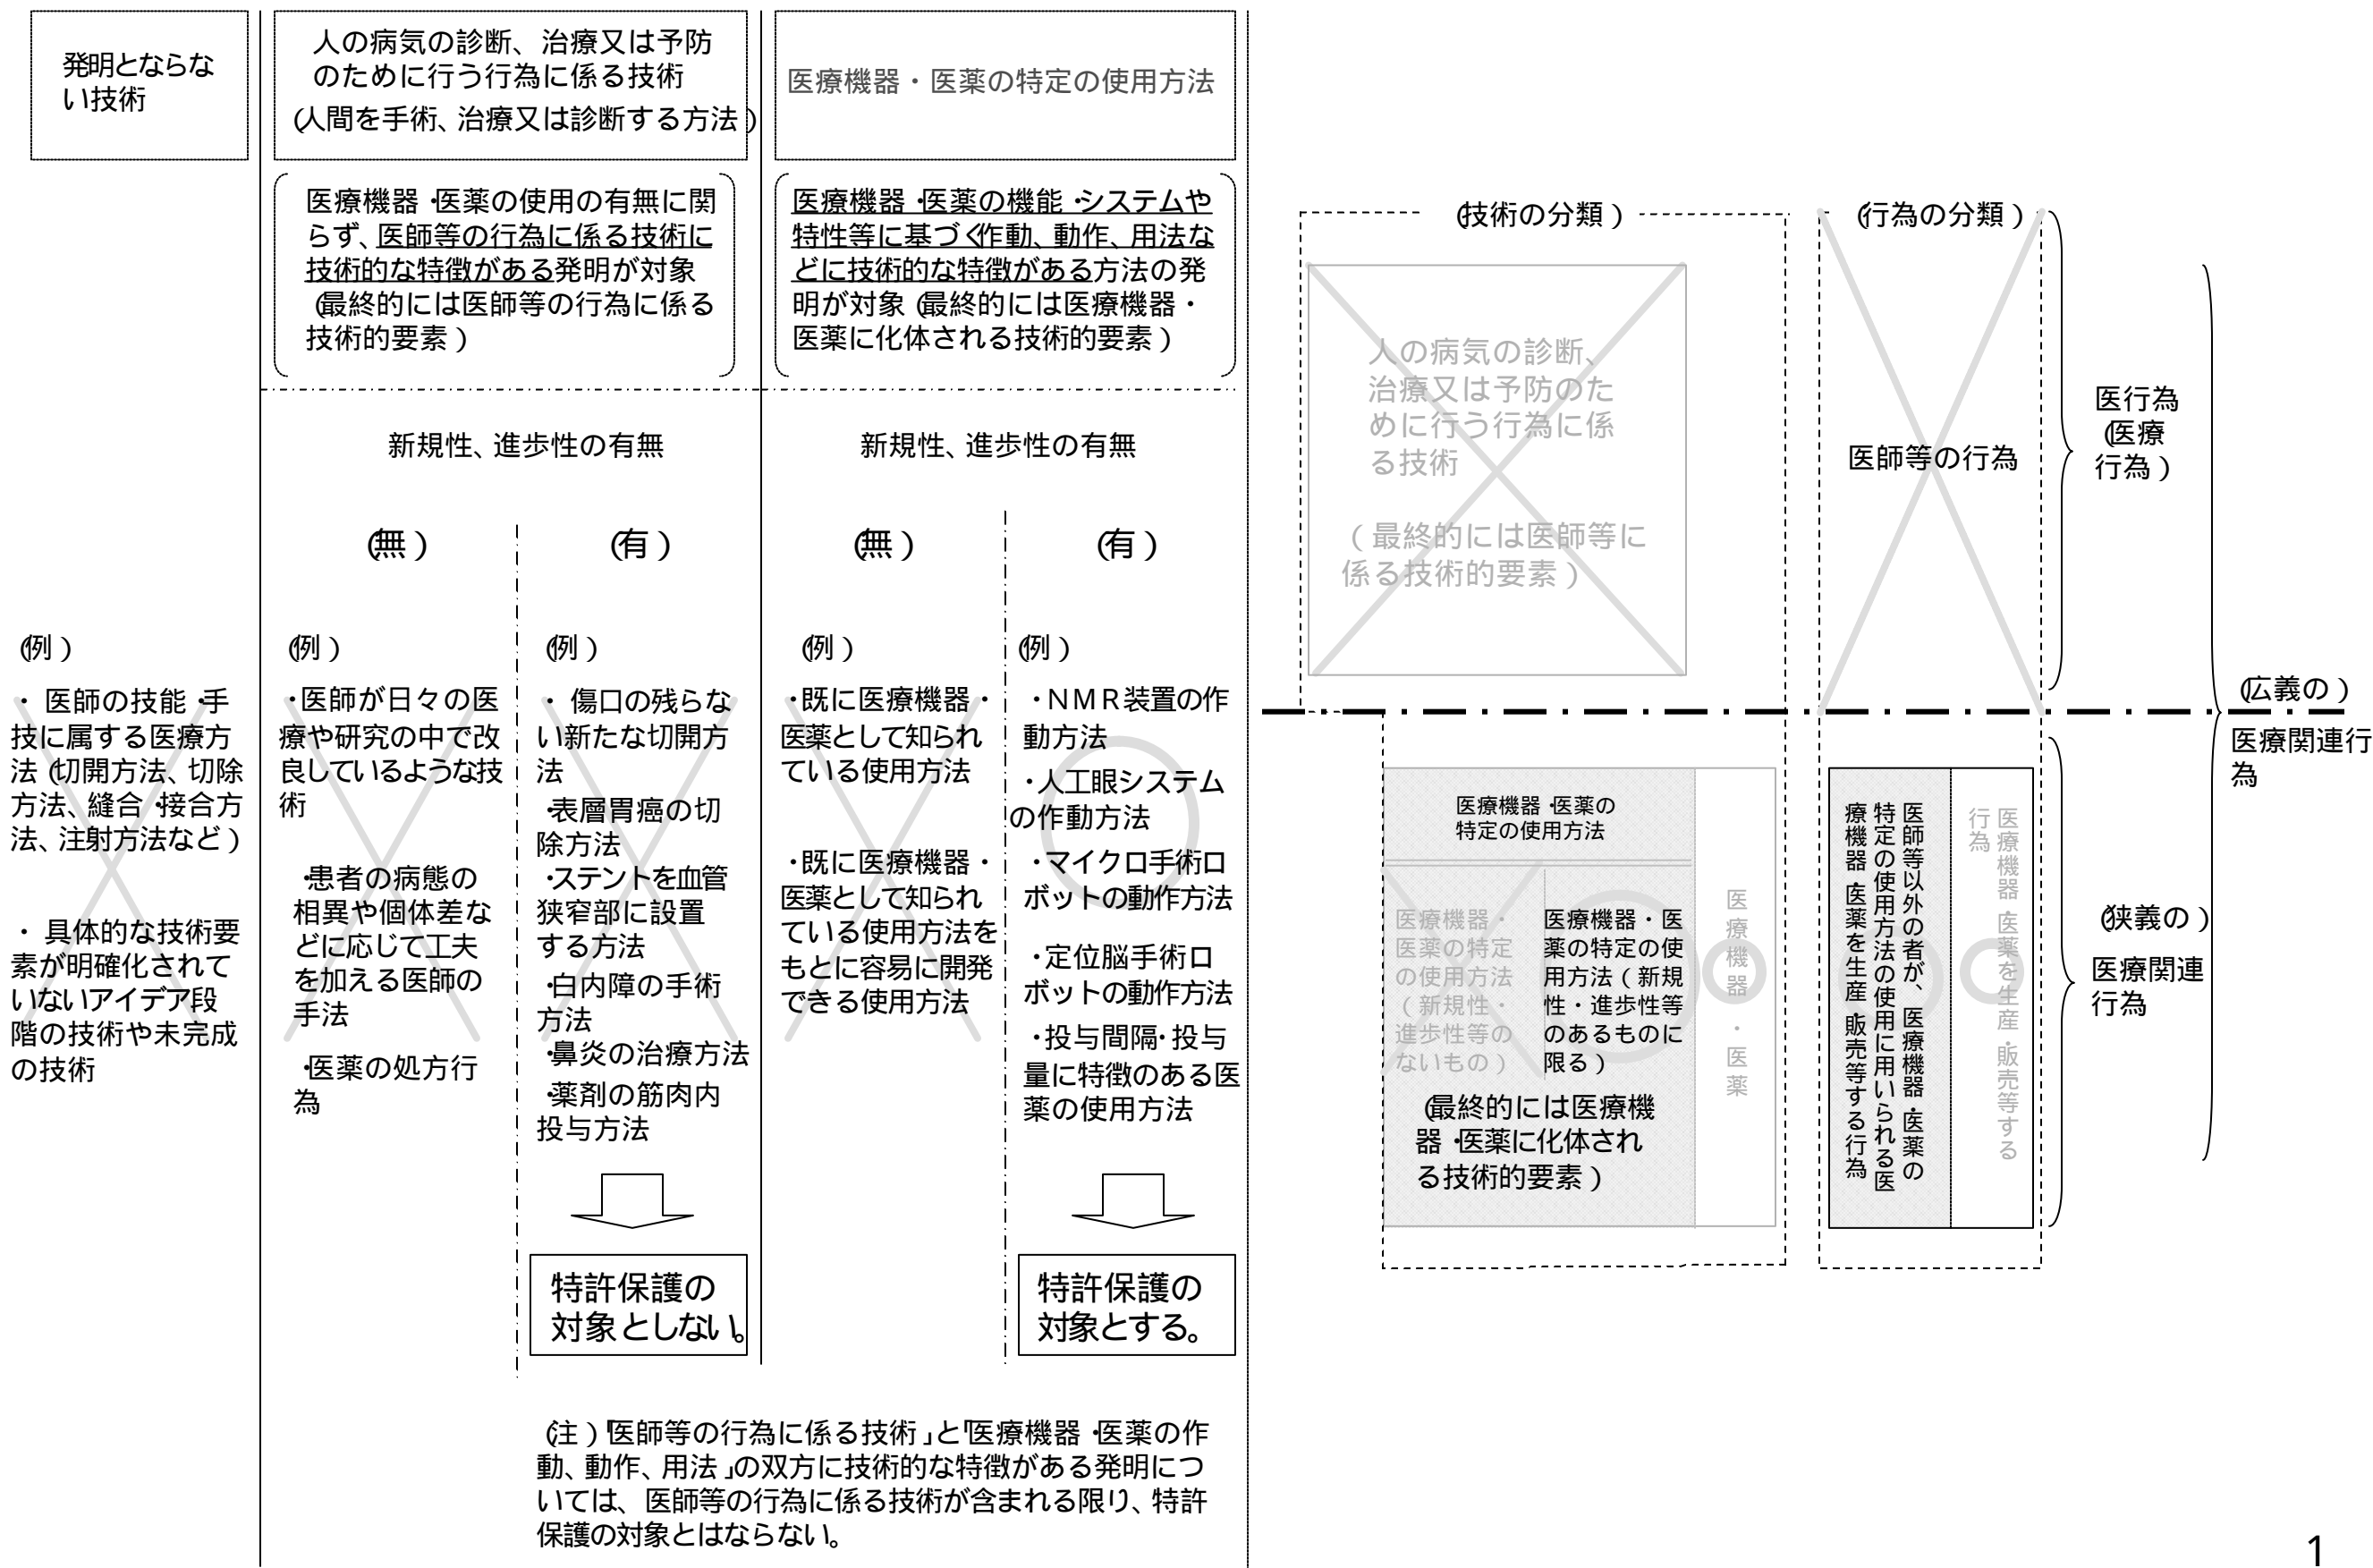 発明とならな
い技術
人の病気の診断、治療又は予防
のために行う行為に係る技術
(人間を手術、治療又は診断する方法)
医療機器・医薬の特定の使用方法
医療機器・医薬の使用の有無に関
らず、医師等の行為に係る技術に
技術的な特徴がある発明が対象
(最終的には医師等の行為に係る
技術的要素)
医療機器・医薬の機能・システムや
特性等に基づく作動、動作、用法な
どに技術的な特徴がある方法の発
明が対象(最終的には医療機器・
医薬に化体される技術的要素)
新規性、進歩性の有無
新規性、進歩性の有無
(無)
(有)
(無)
(有)
(例)
・ 医師の技能・手
技に属する医療方
法(切開方法、切除
方法、縫合・接合方
法、注射方法など)
・ 具体的な技術要
素が明確化されて
いないアイデア段
階の技術や未完成
の技術
(例)
・医師が日々の医
療や研究の中で改
良しているような技
術
・患者の病態の
相異や個体差な
どに応じて工夫
を加える医師の
手法
・医薬の処方行
為
(例)
・ 傷口の残らな
い新たな切開方
法
・表層胃癌の切
除方法
・ステントを血管
狭窄部に設置
する方法
・白内障の手術
方法
・鼻炎の治療方法
・薬剤の筋肉内
投与方法
特許保護の
対象としない。
(例)
・既に医療機器・
医薬として知られ
ている使用方法
・既に医療機器・
医薬として知られ
ている使用方法を
もとに容易に開発
できる使用方法
(例)
・NMR装置の作
動方法
・人工眼システム
の作動方法
・マイクロ手術ロ
ボットの動作方法
・定位脳手術ロ
ボットの動作方法
・投与間隔・投与
量に特徴のある医
薬の使用方法
特許保護の
対象とする。
(注)「医師等の行為に係る技術」と「医療機器・医薬の作
動、動作、用法」の双方に技術的な特徴がある発明につ
いては、医師等の行為に係る技術が含まれる限り、特許
保護の対象とはならない。
(技術の分類)
(行為の分類)
人の病気の診断、
治療又は予防のた
めに行う行為に係
る技術
(最終的には医師等に
係る技術的要素)
医師等の行為
医行為
(医療
行為)
(広義の)
医療関連行
為
医療機器・医薬の
特定の使用方法
医療機器・
医薬の特定
の使用方法
(新規性・
進歩性等の
ないもの)
医療機器・医
薬の特定の使
用方法(新規
性・進歩性等
のあるものに
限る)
(最終的には医療機
器・医薬に化体され
る技術的要素)
医療機器・医薬
医師等以外の者が、医療機器・医薬の
特定の使用方法の使用に用いられる医
療機器・医薬を生産・販売等する行為
医療機器・医薬を生産・販売等する
行為
(狭義の)
医療関連
行為
1